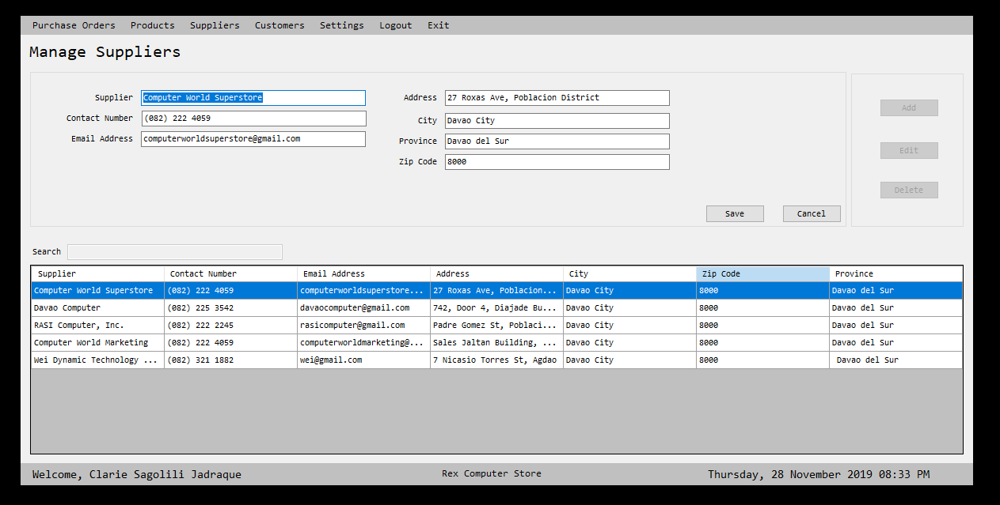 Purchase Orders Products Suppliers Customers Settings Logout Exit
Manage Suppliers
Supplier Computer World Superstore
Contact Number (082) 222 4059
Email Address computerworldsuperstore@gmail.com
Address 27 Roxas Ave, Poblacion District
City Davao City
Province Davao del Sur
Zip Code 8000
Save Cancel
Add
Edit
Delete
Search
Supplier Contact Number Email Address Address City Zip Code Province
Computer World Superstore (082) 222 4059 computerworldsuperstore... 27 Roxas Ave, Poblacion... Davao City 8000 Davao del Sur
Davao Computer (082) 225 3542 davaocomputer@gmail.com 742, Door 4, Diajade Bu... Davao City 8000 Davao del Sur
RASI Computer, Inc. (082) 222 2245 rasicomputer@gmail.com Padre Gomez St, Poblaci... Davao City 8000 Davao del Sur
Computer World Marketing (082) 222 4059 computerworldmarketing@... Sales Jaltan Building, ... Davao City 8000 Davao del Sur
Wei Dynamic Technology ... (082) 321 1882 wei@gmail.com 7 Nicasio Torres St, Agdao Davao City 8000 Davao del Sur
Welcome, Clarie Sagolili Jadraque Rex Computer Store Thursday, 28 November 2019 08:33 PM